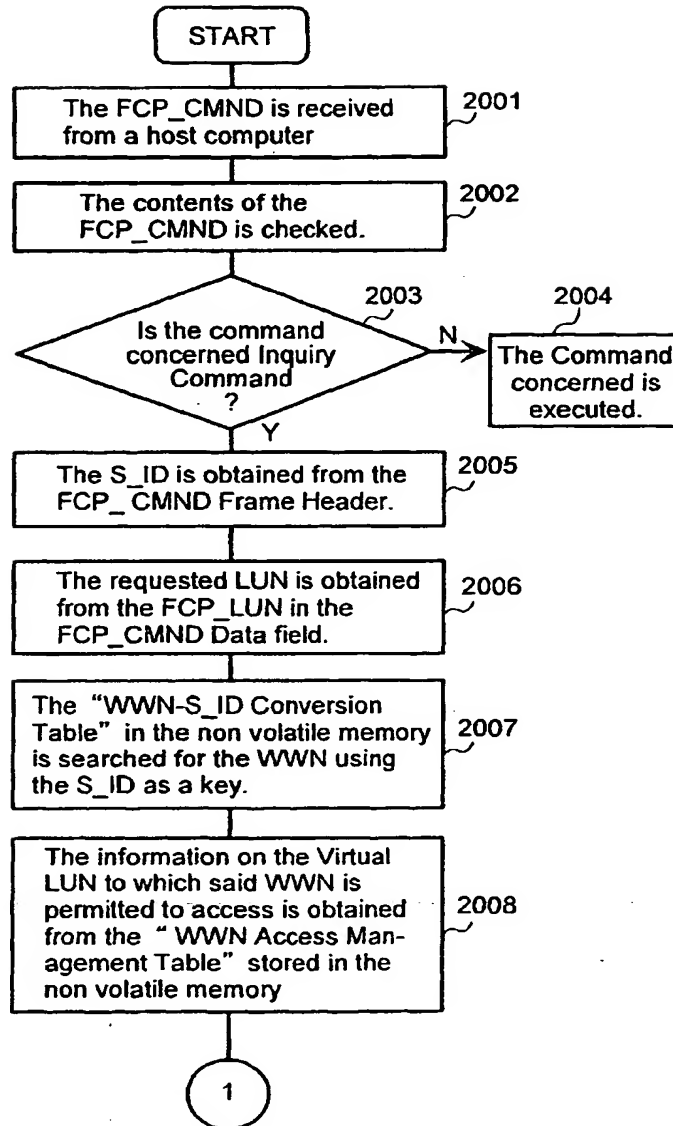 START
The FCP_CMND is received
from a host computer
2001
The contents of the
FCP_CMND is checked.
2002
2003
Is the command
concerned Inquiry
Command
?
N
2004
The Command
concerned is
executed.
Y
The S_ID is obtained from the
FCP_ CMND Frame Header.
2005
The requested LUN is obtained
from the FCP_LUN in the
FCP_CMND Data field.
2006
The “WWN-S_ID Conversion
Table” in the non volatile memory
is searched for the WWN using
the S_ID as a key.
2007
The information on the Virtual
LUN to which said WWN is
permitted to access is obtained
from the “ WWN Access Man-
agement Table” stored in the
non volatile memory
2008
1